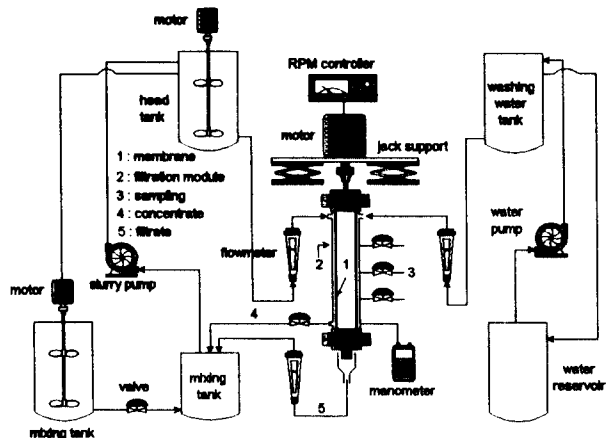 motor
RPM controller
head
tank
washing
water
tank
motor
jack support
1 : membrane
2 : filtration module
3 : sampling
4 : concentrate
5 : filtrate
flowmeter
water
pump
2
1
3
motor
slurry pump
4
valve
mixing
tank
manometer
water
reservoir
5
mixing tank